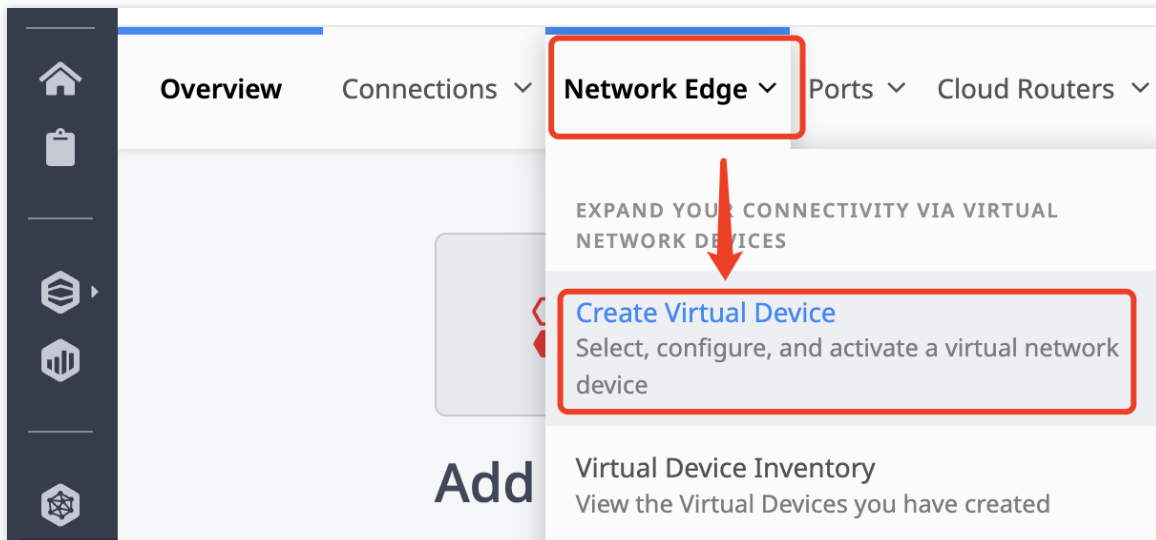 Overview Connections Network Edge Ports Cloud Routers
EXPAND YOUR CONNECTIVITY VIA VIRTUAL
NETWORK DEVICES
Create Virtual Device
Select, configure, and activate a virtual network
device
Add
Virtual Device Inventory
View the Virtual Devices you have created